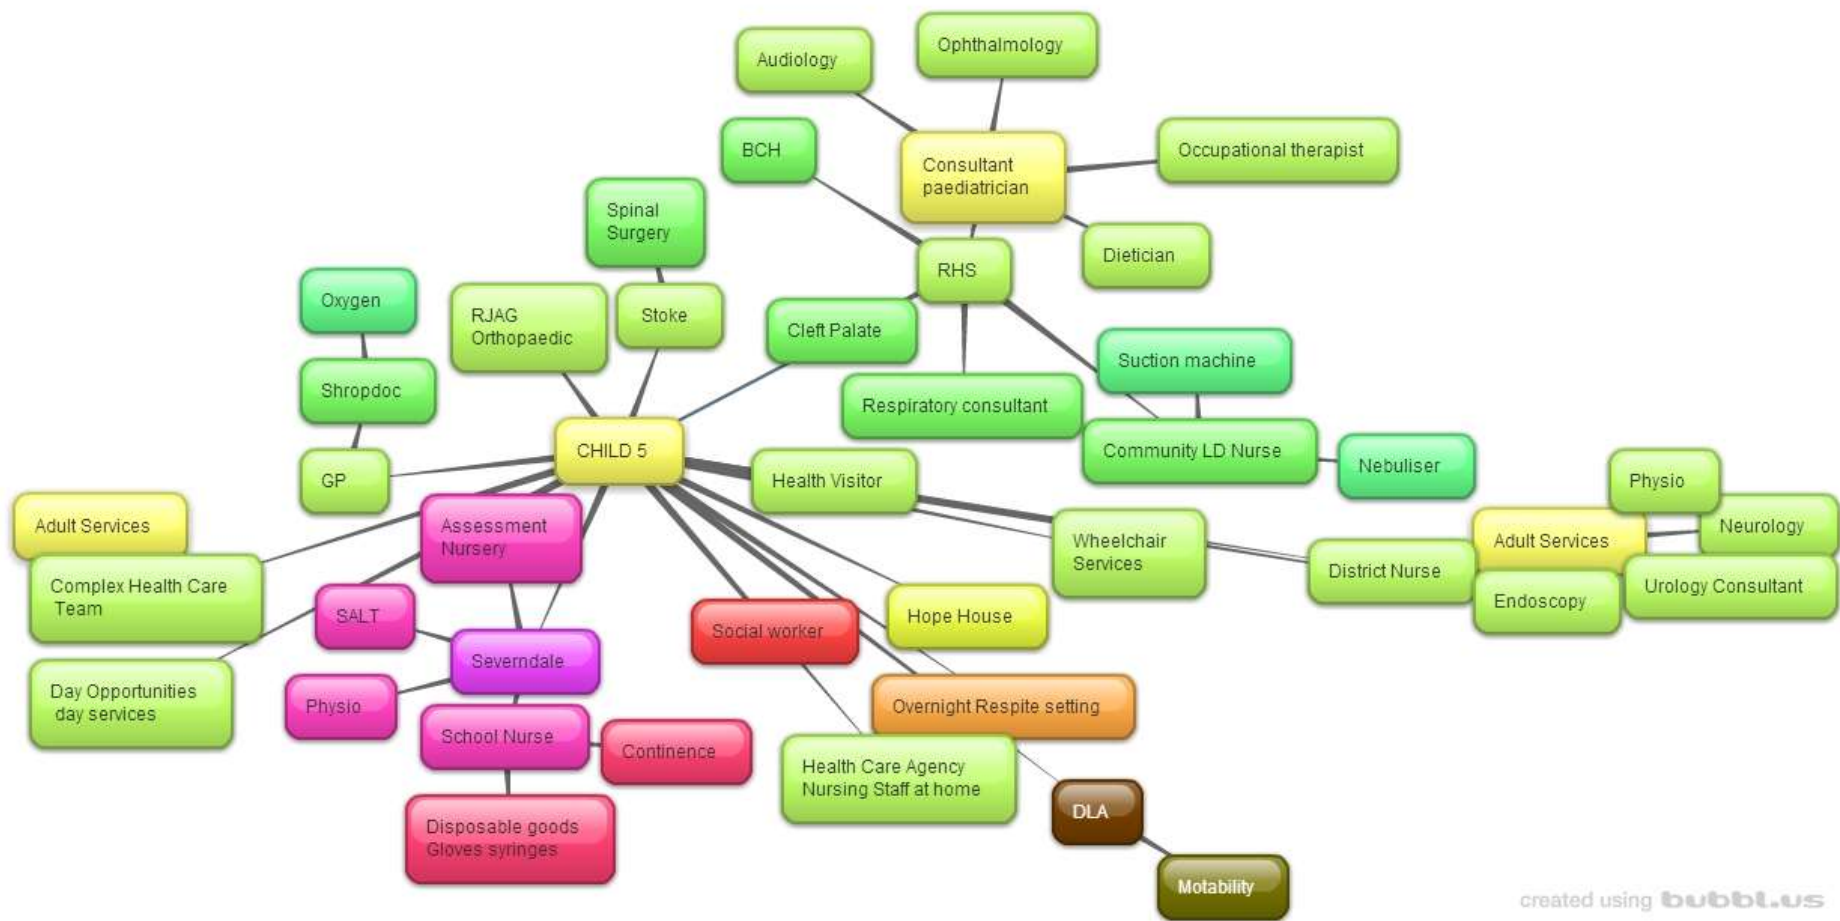 Audiology
Ophthalmology
BCH
Consultant
paediatrician
Occupational therapist
Spinal
Surgery
RHS
Dietician
Oxygen
RJAG
Orthopaedic
Stoke
Cleft Palate
Suction machine
Shropdoc
Respiratory consultant
CHILD 5
Community LD Nurse
Nebuliser
GP
Health Visitor
Physio
Adult Services
Assessment
Nursery
Wheelchair
Services
Adult Services
Neurology
Complex Health Care
Team
District Nurse
Endoscopy
Urology Consultant
SALT
Social worker
Hope House
Severndale
Day Opportunities
day services
Physio
Overnight Respite setting
School Nurse
Continence
Health Care Agency
Nursing Staff at home
DLA
Disposable goods
Gloves syringes
Motability
created using bubbl.us